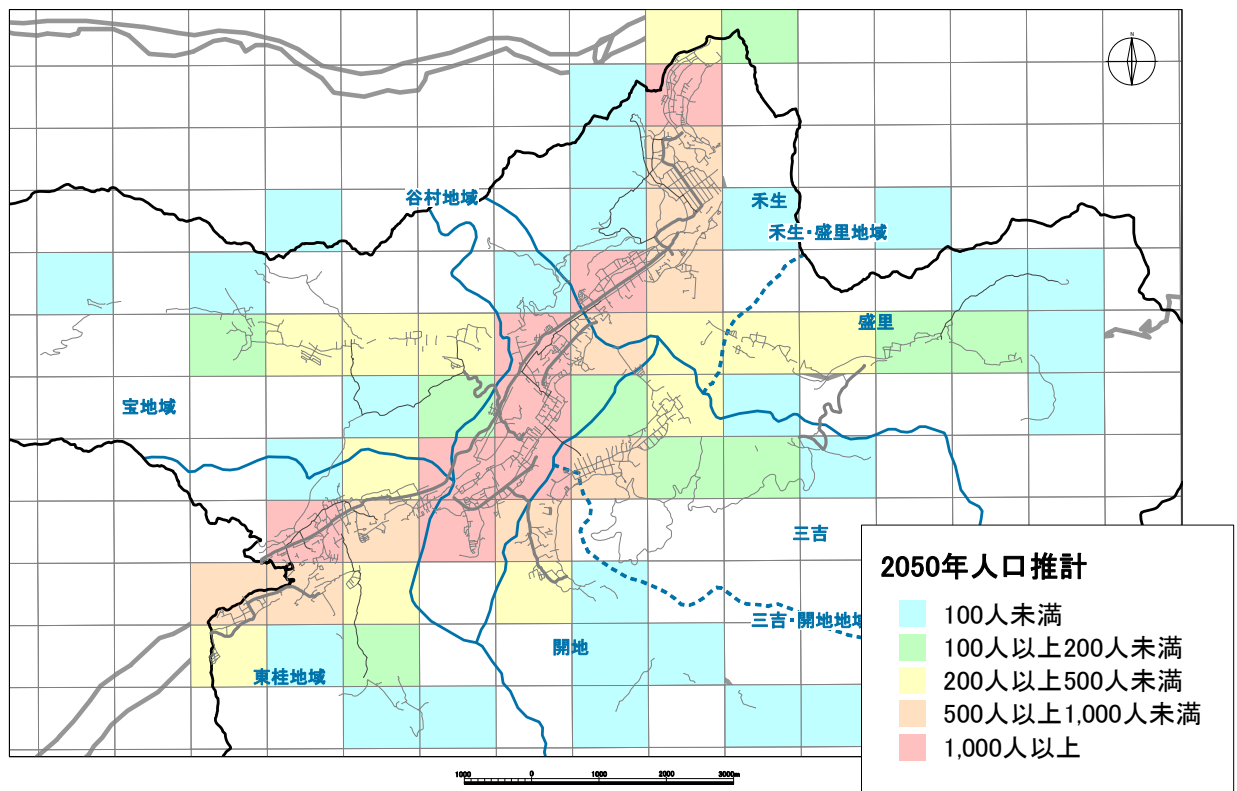 N
谷村地域
禾生
禾生・盛里地域
盛里
宝地域
三吉
三吉・開地地域
開地
東桂地域
2050年人口推計
100人未満
100人以上200人未満
200人以上500人未満
500人以上1,000人未満
1,000人以上
1000 0 1000 2000 3000m